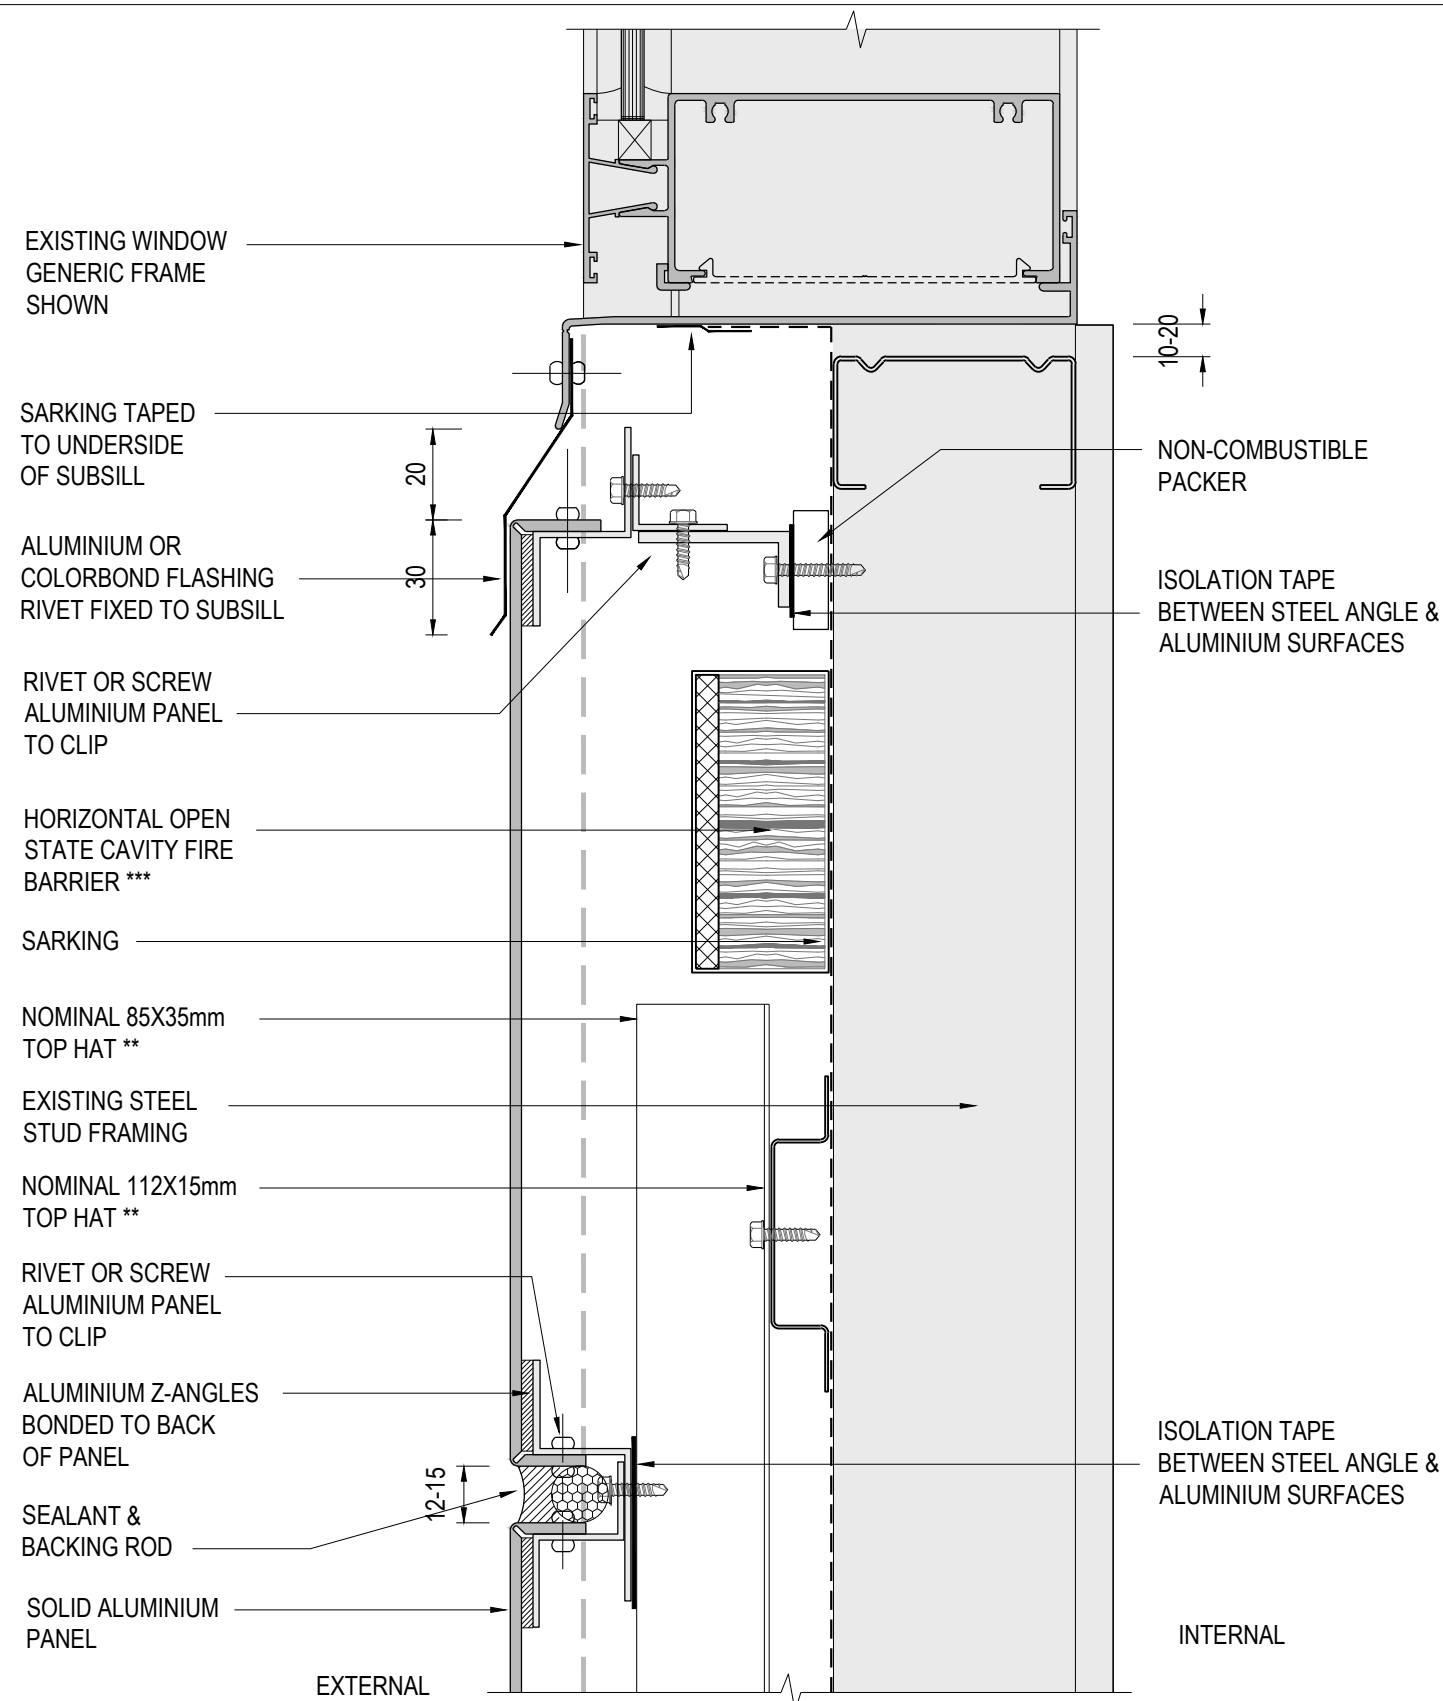 EXISTING WINDOW
GENERIC FRAME
SHOWN
10-20
SARKING TAPED
TO UNDERSIDE
OF SUBSILL
20
NON-COMBUSTIBLE
PACKER
ALUMINIUM OR
COLORBOND FLASHING
RIVET FIXED TO SUBSILL
30
ISOLATION TAPE
BETWEEN STEEL ANGLE &
ALUMINIUM SURFACES
RIVET OR SCREW
ALUMINIUM PANEL
TO CLIP
HORIZONTAL OPEN
STATE CAVITY FIRE
BARRIER ***
SARKING
NOMINAL 85X35mm
TOP HAT **
EXISTING STEEL
STUD FRAMING
NOMINAL 112X15mm
TOP HAT **
RIVET OR SCREW
ALUMINIUM PANEL
TO CLIP
ALUMINIUM Z-ANGLES
BONDED TO BACK
OF PANEL
ISOLATION TAPE
BETWEEN STEEL ANGLE &
ALUMINIUM SURFACES
12-15
SEALANT &
BACKING ROD
SOLID ALUMINIUM
PANEL
INTERNAL
EXTERNAL